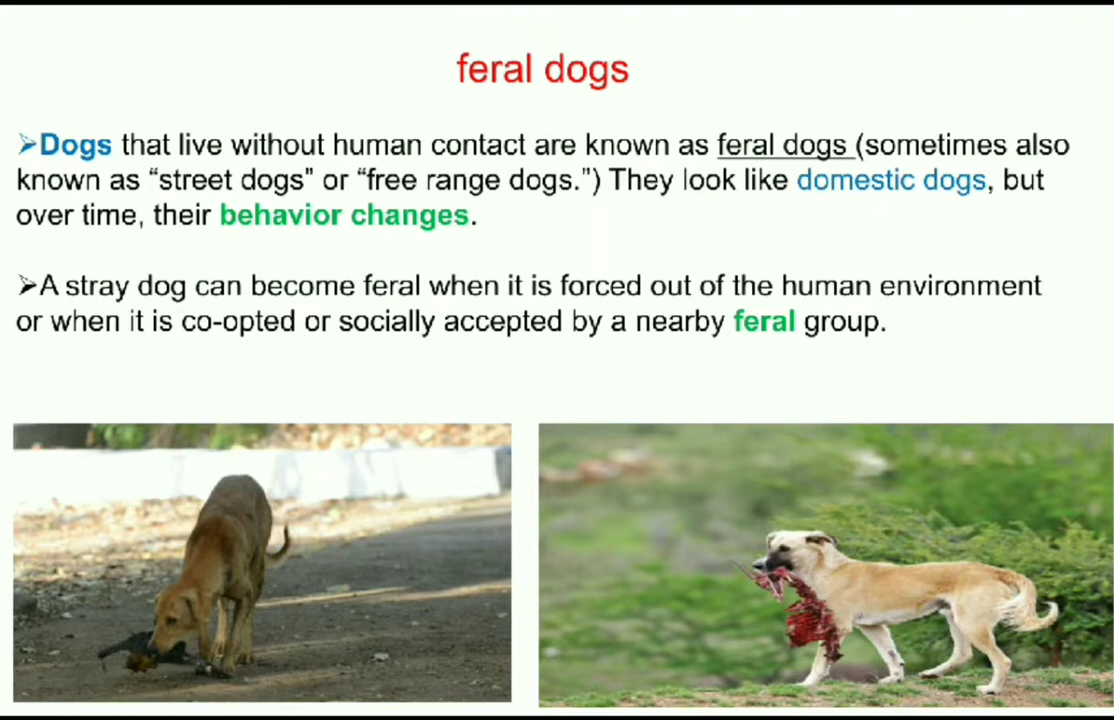 feral dogs
➢Dogs that live without human contact are known as feral dogs (sometimes also
known as “street dogs” or “free range dogs.”) They look like domestic dogs, but
over time, their behavior changes.
➢A stray dog can become feral when it is forced out of the human environment
or when it is co-opted or socially accepted by a nearby feral group.